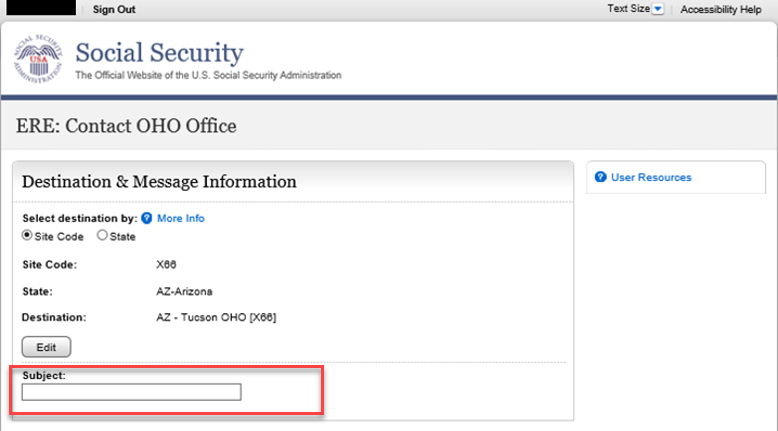 Sign Out Text Size Accessibility Help
SOCIAL SECURITY ADMINISTRATION
USA
Social Security
The Official Website of the U.S. Social Security Administration
ERE: Contact OHO Office
Destination & Message Information
? User Resources
Select destination by: ? More Info
Site Code State
Site Code: X66
State: AZ-Arizona
Destination: AZ - Tucson OHO [X66]
Edit
Subject: